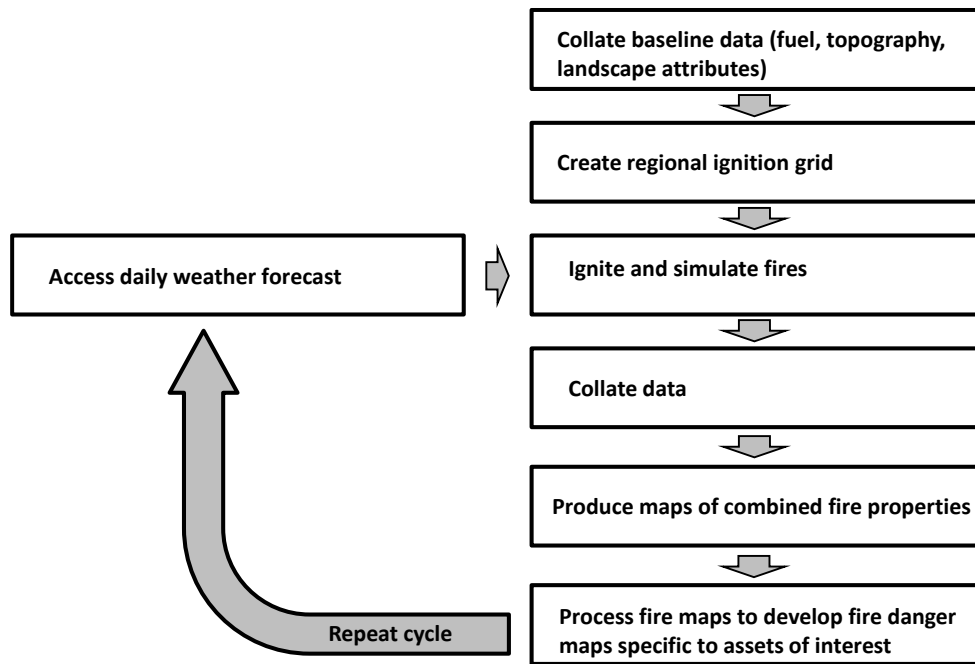 Collate baseline data (fuel, topography,
landscape attributes)
Create regional ignition grid
Access daily weather forecast
Ignite and simulate fires
Collate data
Produce maps of combined fire properties
Process fire maps to develop fire danger
maps specific to assets of interest
Repeat cycle